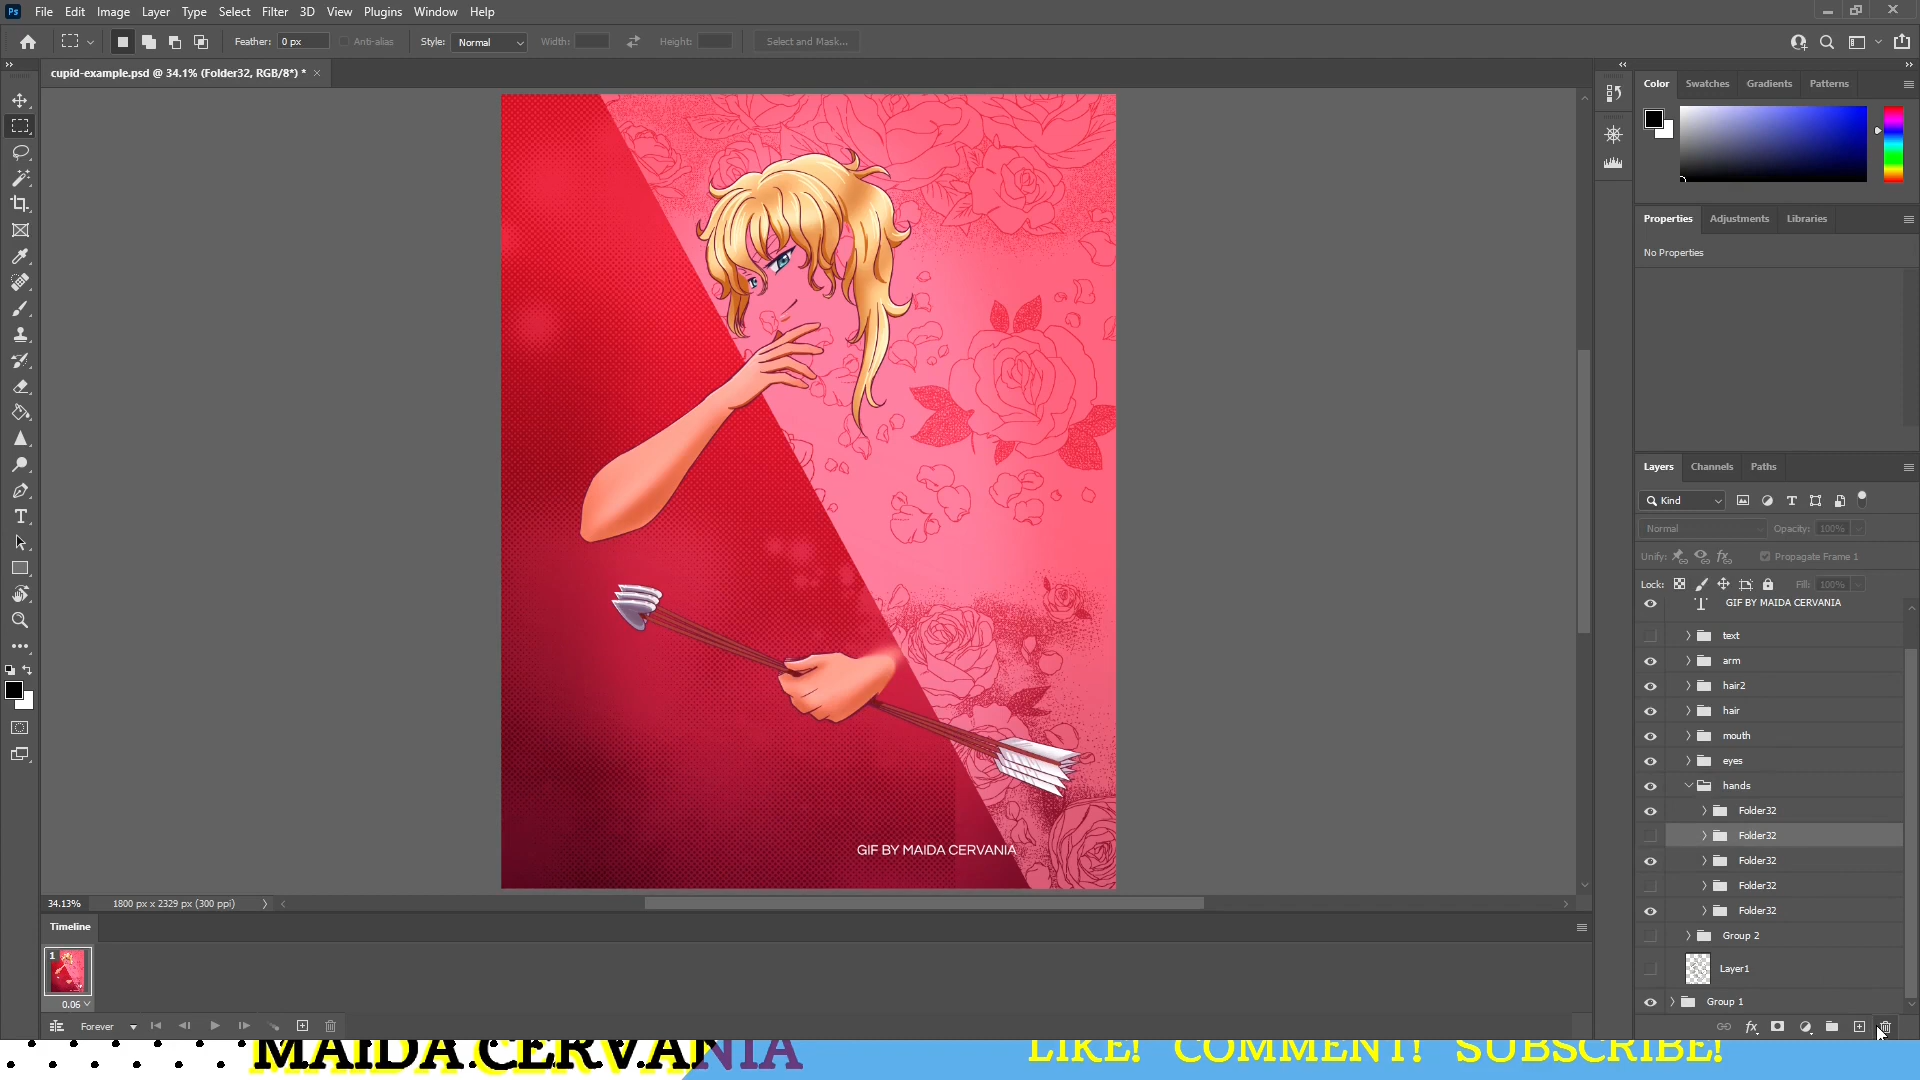 Ps File Edit Image Layer Type Select Filter 3D View Plugins Window Help
Feather: 0 px Anti-alias Style: Normal Width: Height: Select and Mask...
cupid-example.psd @ 34.1% (Folder32, RGB/8*) * ×
Color Swatches Gradients Patterns
Properties Adjustments Libraries
No Properties
Layers Channels Paths
Kind
Normal Opacity: 100%
Unify: Propagate Frame 1
Lock: Fill: 100%
GIF BY MAIDA CERVANIA
text
arm
hair2
hair
mouth
eyes
hands
Folder32
Folder32
Folder32
Folder32
Folder32
Group 2
Layer1
Group 1
GIF BY MAIDA CERVANIA
34.13% 1800 px x 2329 px (300 ppi)
Timeline
1
0.06
Forever
MAIDA CERVANIA LIKE! COMMENT! SUBSCRIBE!